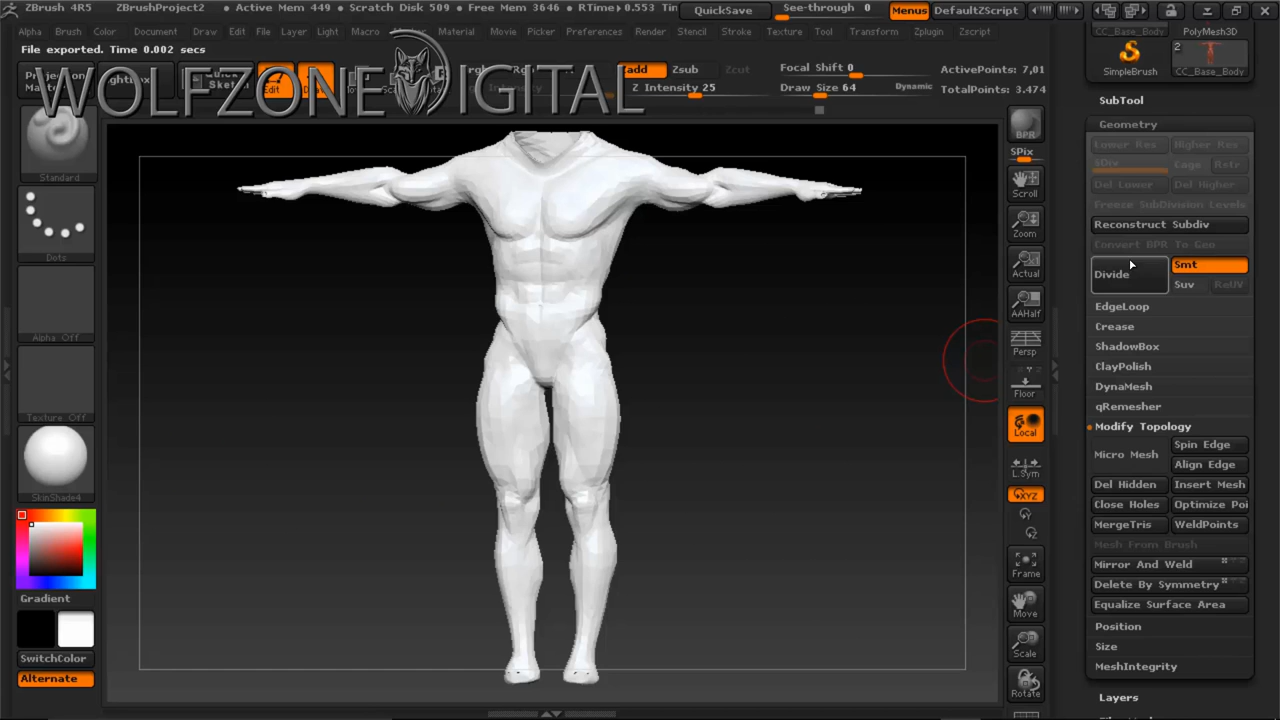 ZBrush 4R5 ZBrushProject2 • Active Mem 449 • Scratch Disk 509 • Free Mem 3646 • RTime▸0.553 Tim QuickSave See-through 0 Menus DefaultZScript
Alpha Brush Color Document Draw Edit File Layer Light Macro Material Movie Picker Preferences Render Stencil Stroke Texture Tool Transform Zplugin Zscript
File exported. Time 0.002 secs
WOLFZONE DIGITAL
Edit
Zadd Zsub Zcut
Z Intensity 25
Focal Shift 0
Draw Size 64 Dynamic
ActivePoints: 7,01
TotalPoints: 3.474
Standard
Dots
Alpha Off
Texture Off
SkinShade4
Gradient
SwitchColor
Alternate
BPR
SPix
Scroll
Zoom
Actual
AAHalf
Persp
Floor
Local
L.Sym
XYZ
Frame
Move
Scale
Rotate
CC_Base_Body PolyMesh3D
2
SimpleBrush CC_Base_Body
SubTool
Geometry
Lower Res Higher Res
SDiv Cage Rstr
Del Lower Del Higher
Freeze SubDivision Levels
Reconstruct Subdiv
Convert BPR To Geo
Divide Smt
Suv RelUV
EdgeLoop
Crease
ShadowBox
ClayPolish
DynaMesh
qRemesher
Modify Topology
Micro Mesh Spin Edge
Align Edge
Del Hidden Insert Mesh
Close Holes Optimize Poi
MergeTris WeldPoints
Mesh From Brush
Mirror And Weld
Delete By Symmetry
Equalize Surface Area
Position
Size
MeshIntegrity
Layers